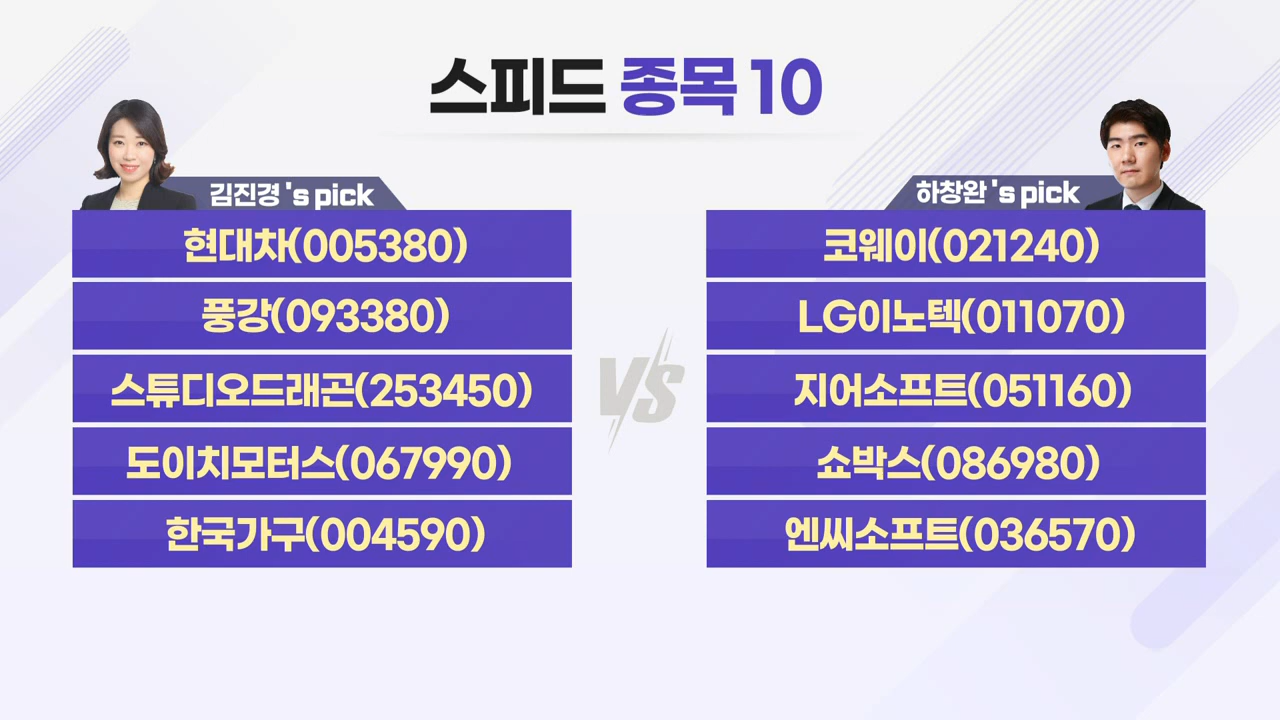 스피드 종목 10
김진경 's pick
현대차(005380)
풍강(093380)
스튜디오드래곤(253450)
도이치모터스(067990)
한국가구(004590)
VS
하창완 's pick
코웨이(021240)
LG이노텍(011070)
지어소프트(051160)
쇼박스(086980)
엔씨소프트(036570)